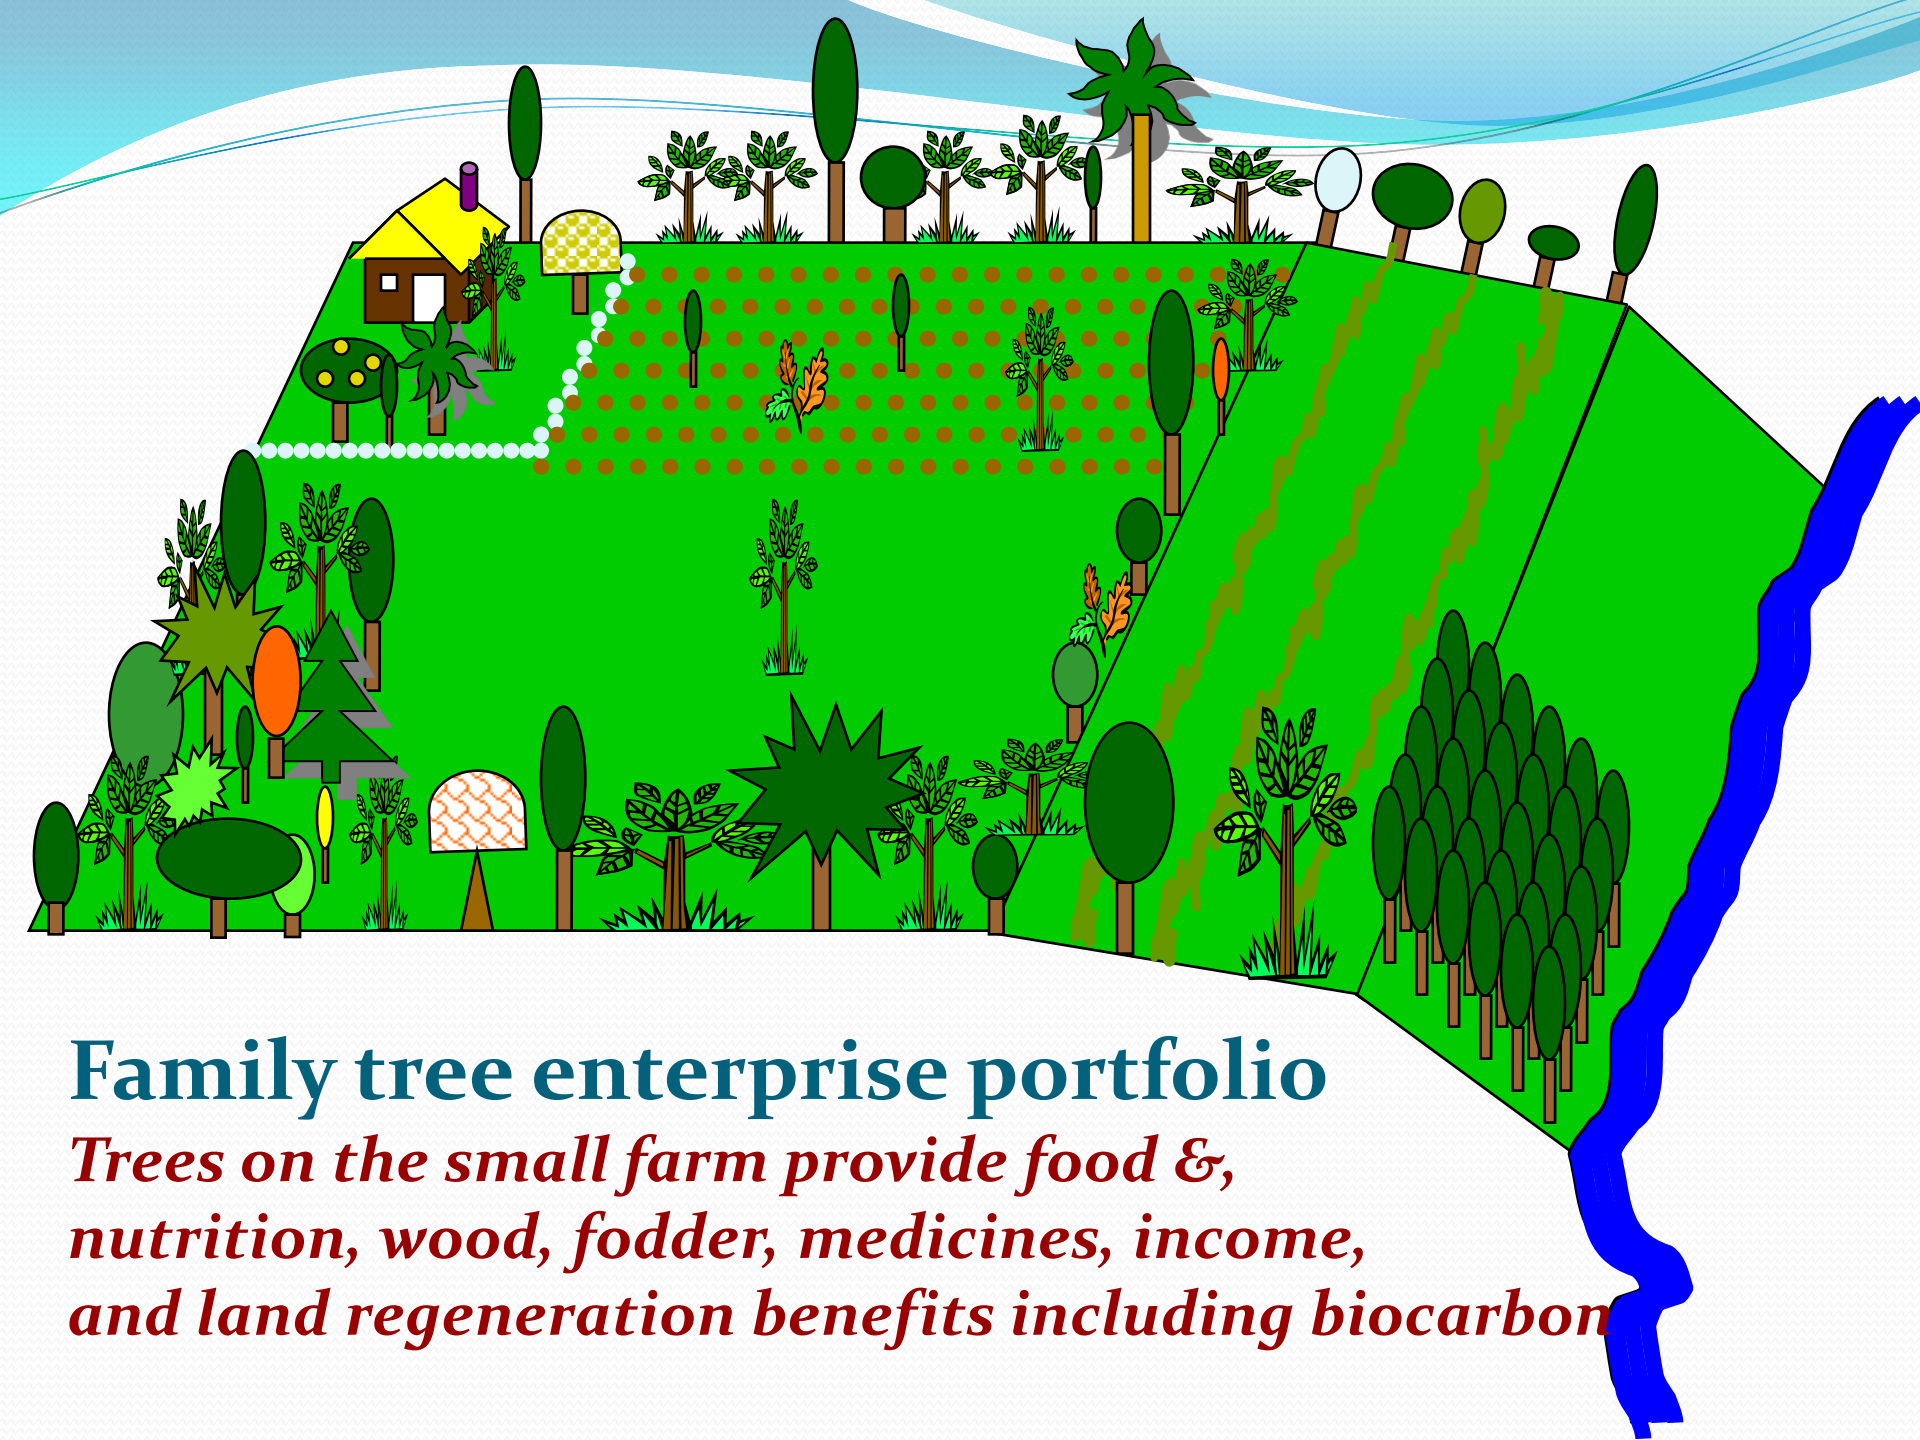 Family tree enterprise portfolio
Trees on the small farm provide food &,
nutrition, wood, fodder, medicines, income,
and land regeneration benefits including biocarbon